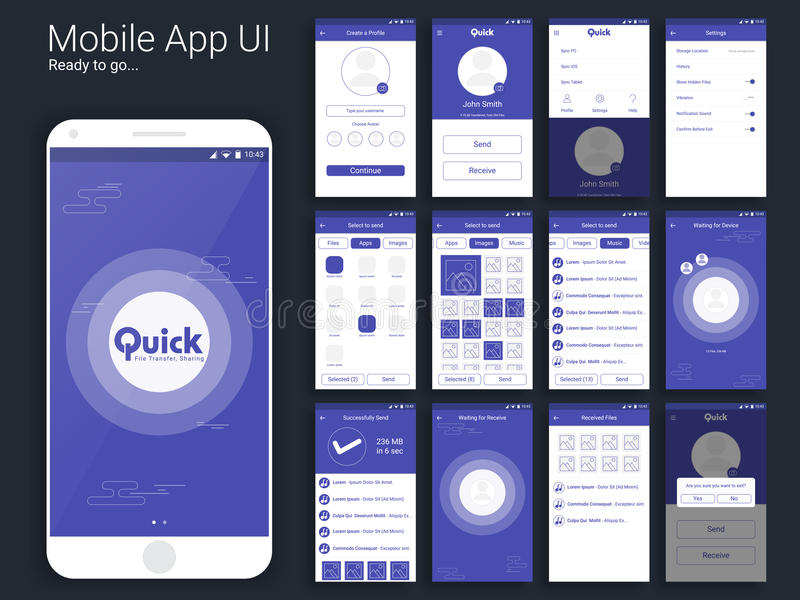 Mobile App UI
Ready to go...
10:43
Quick
File Transfer, Sharing
10:43
Create a Profile
Type your username
Choose Avatar
Continue
10:43
Quick
John Smith
Send
Receive
10:43
Quick
Sync PC
Sync iOS
Sync Tablet
Profile
Settings
Help
John Smith
10:43
Settings
Storage Location
History
Show Hidden Files
Vibration
Notification Sound
Confirm Before Exit
10:43
Select to send
Files
Apps
Images
Selected (2)
Send
10:43
Select to send
Apps
Images
Music
Selected (8)
Send
10:43
Select to send
Images
Music
Lorem - Lorem Dolor Sit Amet.
Lorem Ipsum - Dolor Sit (Ad Minim)
Commodo Consequat - Excepteur sint.
Culpa Qui Deserunt Mollit - Aliquip Ex...
Lorem Ipsum - Dolor Sit (Ad Minim)
Commodo Consequat - Excepteur sint.
Culpa Qui Mollit - Aliquip Ex...
Selected (13)
Send
10:43
Waiting for Device
10:43
Successfully Send
236 MB
in 6 sec
Lorem Ipsum - Dolor Sit Amet.
Lorem Ipsum - Dolor Sit (Ad Minim)
Culpa Qui Deserunt Mollit - Aliquip Ex...
Lorem Ipsum - Dolor Sit (Ad Minim)
Commodo Consequat - Excepteur sint.
10:43
Waiting for Receive
10:43
Received Files
Lorem Ipsum - Dolor Sit (Ad Minim)
Commodo Consequat - Excepteur sint.
Culpa Qui Mollit - Aliquip Ex...
10:43
Quick
Are you sure you want to exit?
Yes
No
Send
Receive
dreamstime